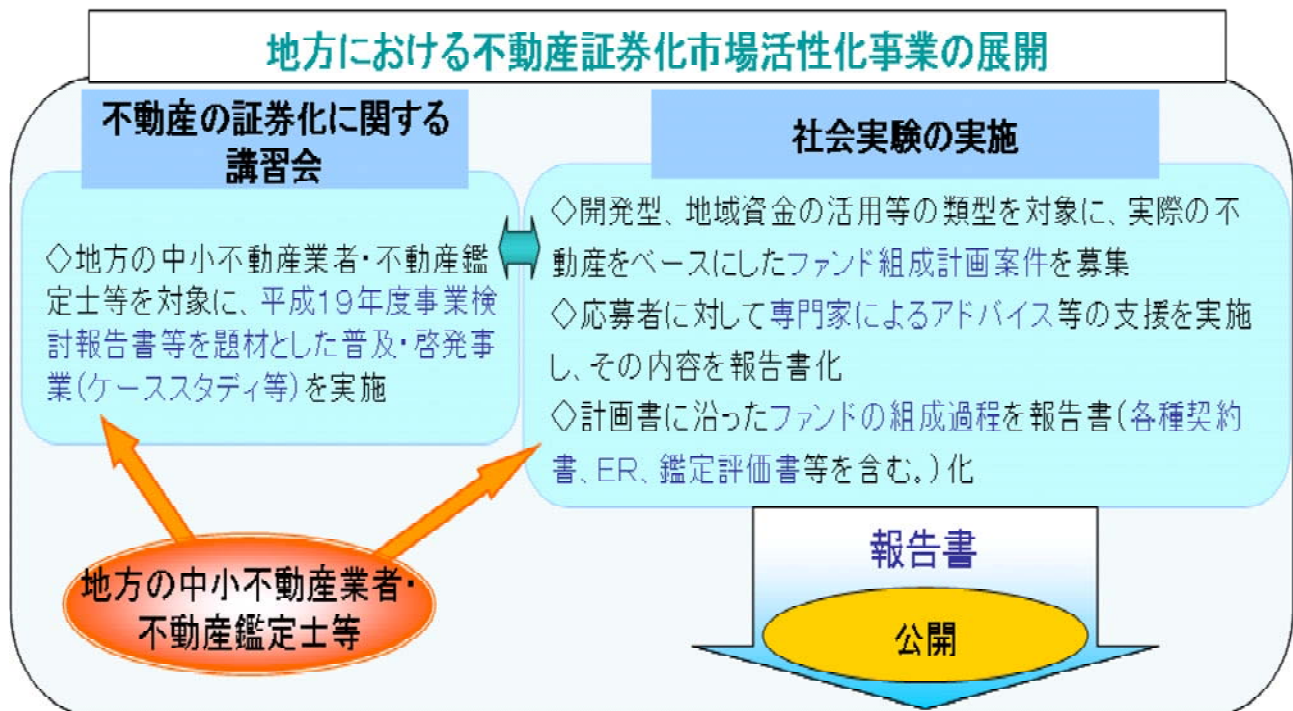 地方における不動産証券化市場活性化事業の展開
不動産の証券化に関する
講習会
◇地方の中小不動産業者・不動産鑑
定士等を対象に、平成19年度事業検
討報告書等を題材とした普及・啓発事
業(ケーススタディ等)を実施
社会実験の実施
◇開発型、地域資金の活用等の類型を対象に、実際の不
動産をベースにしたファンド組成計画案件を募集
◇応募者に対して専門家によるアドバイス等の支援を実施
し、その内容を報告書化
◇計画書に沿ったファンドの組成過程を報告書(各種契約
書、ER、鑑定評価書等を含む。)化
地方の中小不動産業者・
不動産鑑定士等
報告書
公開